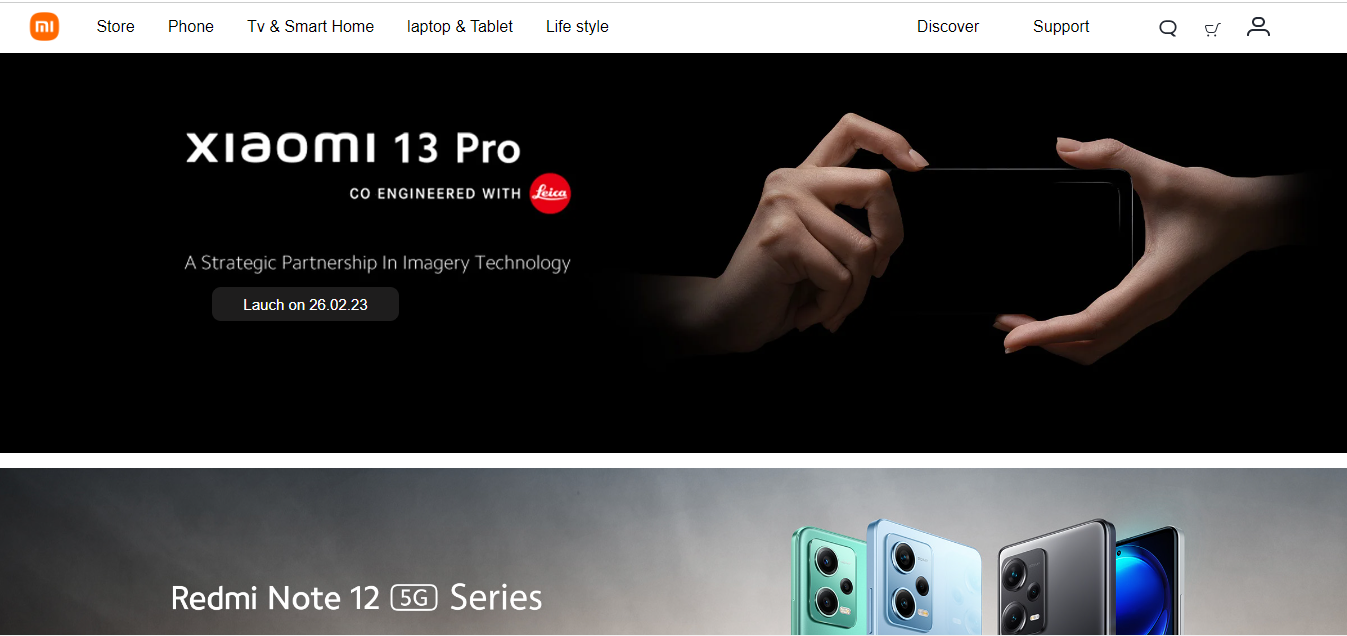 mi
Store Phone Tv & Smart Home laptop & Tablet Life style Discover Support
xiaomi 13 Pro
CO ENGINEERED WITH Leica
A Strategic Partnership In Imagery Technology
Lauch on 26.02.23
Redmi Note 12 5G Series